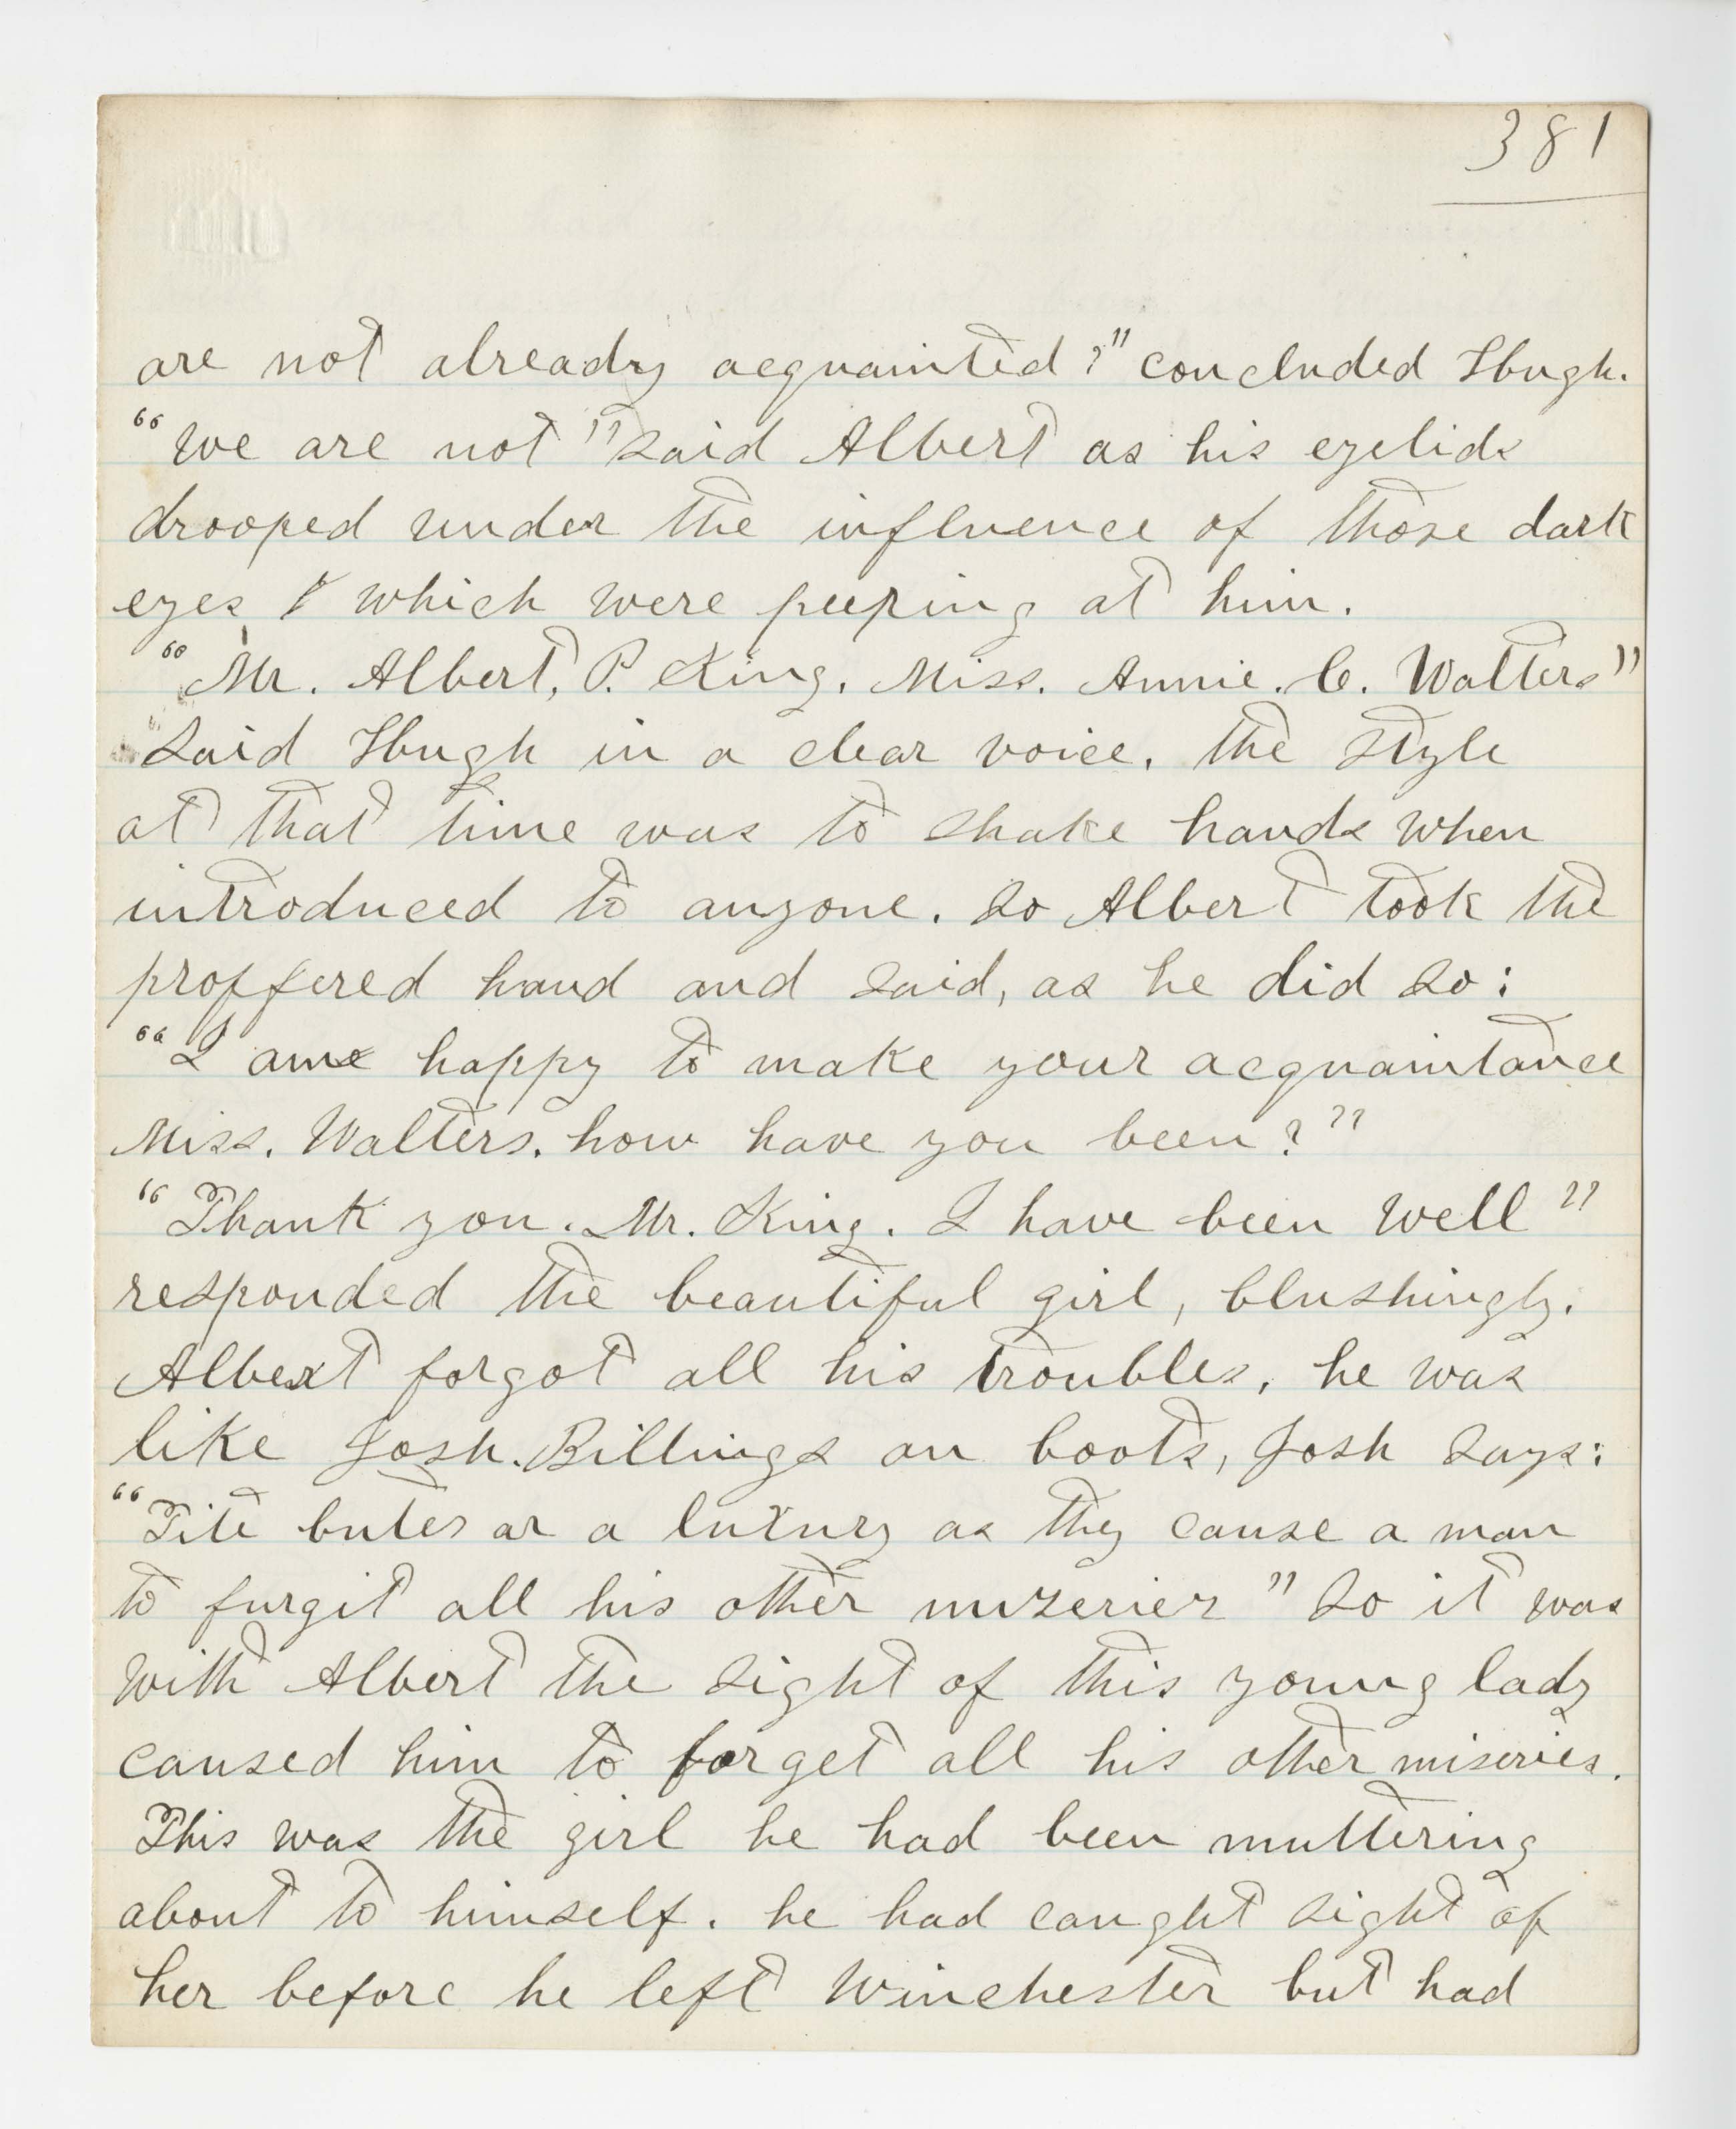 381
are not already acquainted?" concluded Hugh.
"We are not" said Albert as his eyelids
drooped under the influence of those dark
eyes which were peeping at him.
"Mr. Albert, P. King. Miss. Annie. C. Walters"
said Hugh in a clear voice. the style
at that time was to shake hands when
introduced to anyone. so Albert took the
proffered hand and said, as he did so:
"I am happy to make your acquaintance
Miss. Walters. how have you been?"
"Thank you. Mr. King. I have been well"
responded the beautiful girl, blushingly.
Albert forgot all his troubles, he was
like Josh. Billings on boots, Josh says:
"Tite butes ar a luxury as they cause a man
to furgit all his other mizeries" So it was
with Albert the sight of this young lady
caused him to forget all his other miseries.
This was the girl he had been muttering
about to himself. he had caught sight of
her before he left Winchester but had